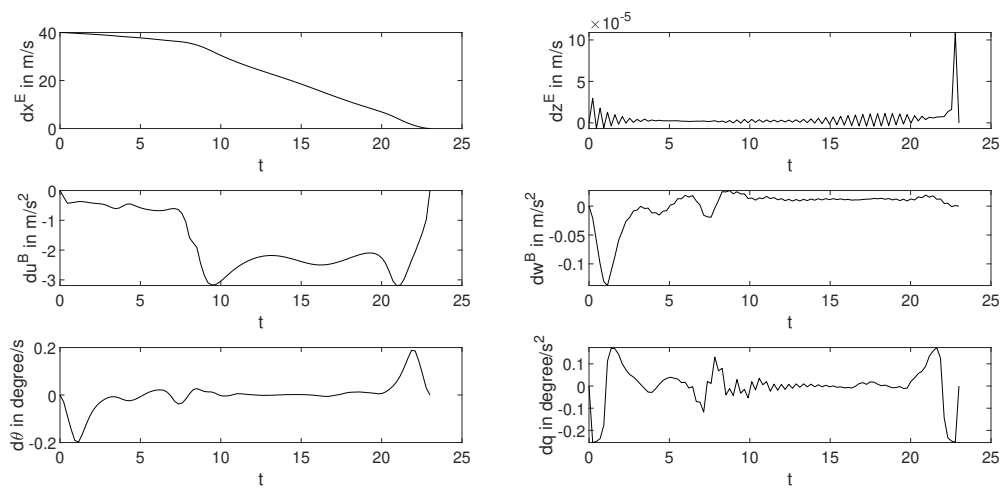 dx^E in m/s
40
20
0
0 5 10 15 20 25
t
×10^-5
dz^E in m/s
10
5
0
0 5 10 15 20 25
t
du^B in m/s^2
0
-1
-2
-3
0 5 10 15 20 25
t
dw^B in m/s^2
0
-0.05
-0.1
0 5 10 15 20 25
t
dθ in degree/s
0.2
0
-0.2
0 5 10 15 20 25
t
dq in degree/s^2
0.1
0
-0.1
-0.2
0 5 10 15 20 25
t